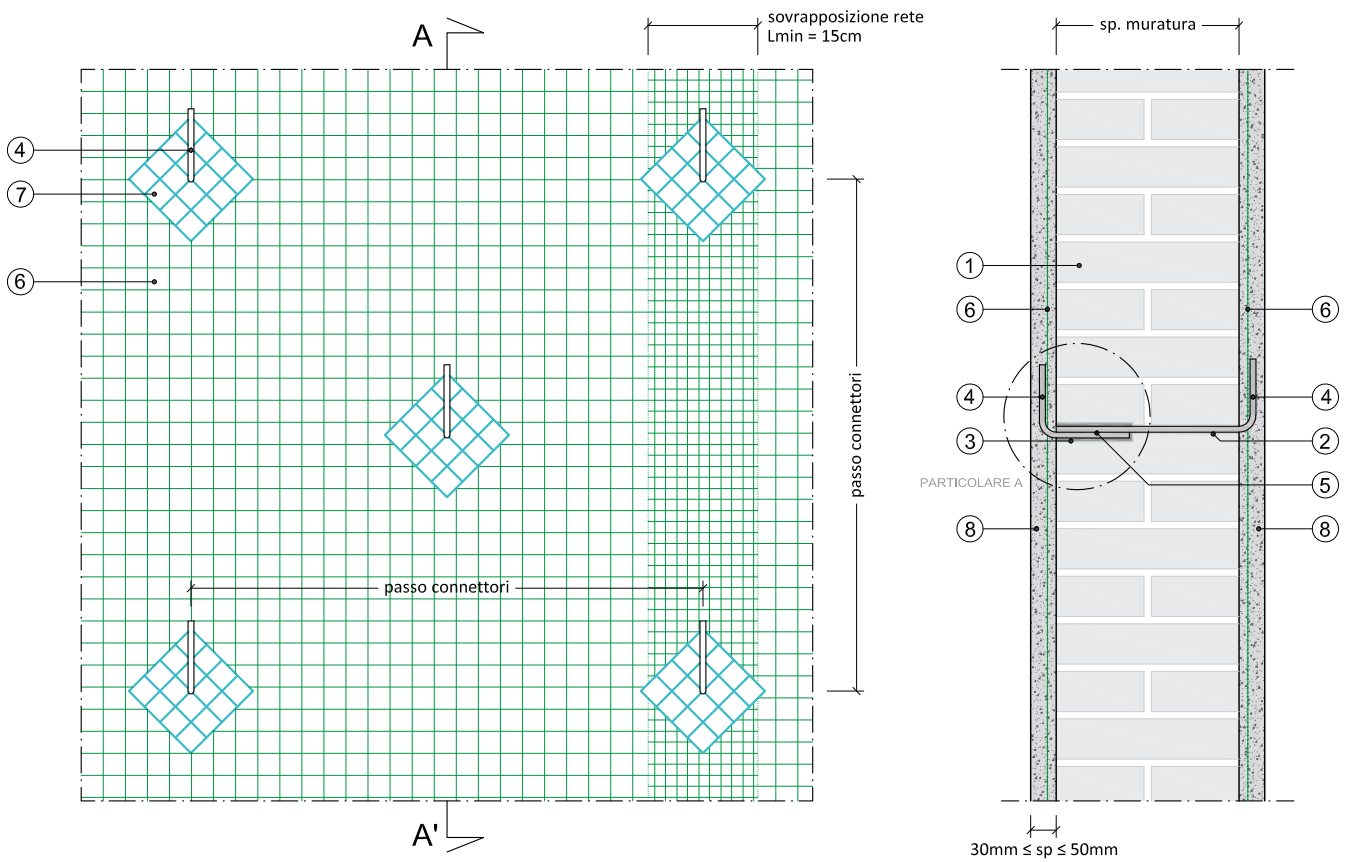 A
sovrapposizione rete
Lmin = 15cm
sp. muratura
4
7
6
passo connettori
passo connettori
A'
1
6
6
4
4
3
2
PARTICOLARE A
5
8
8
30mm ≤ sp ≤ 50mm